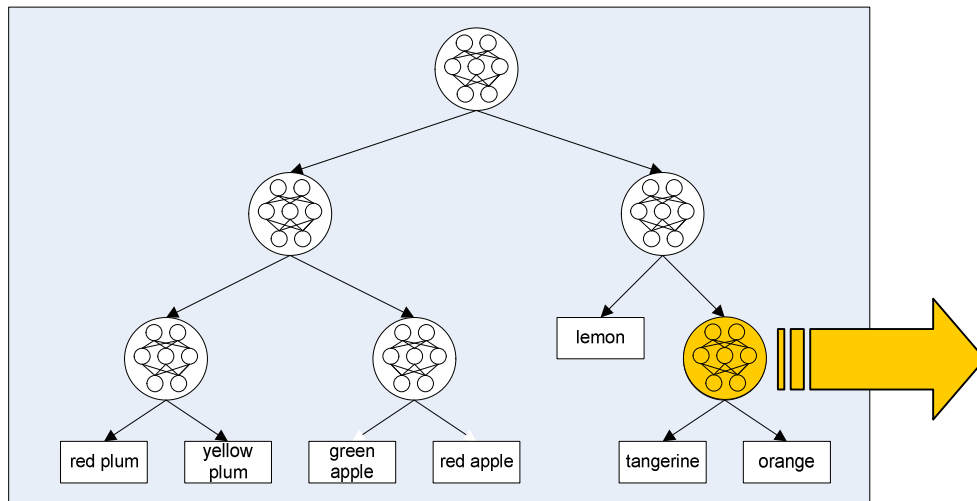 lemon
red plum
yellow
plum
green
apple
red apple
tangerine
orange